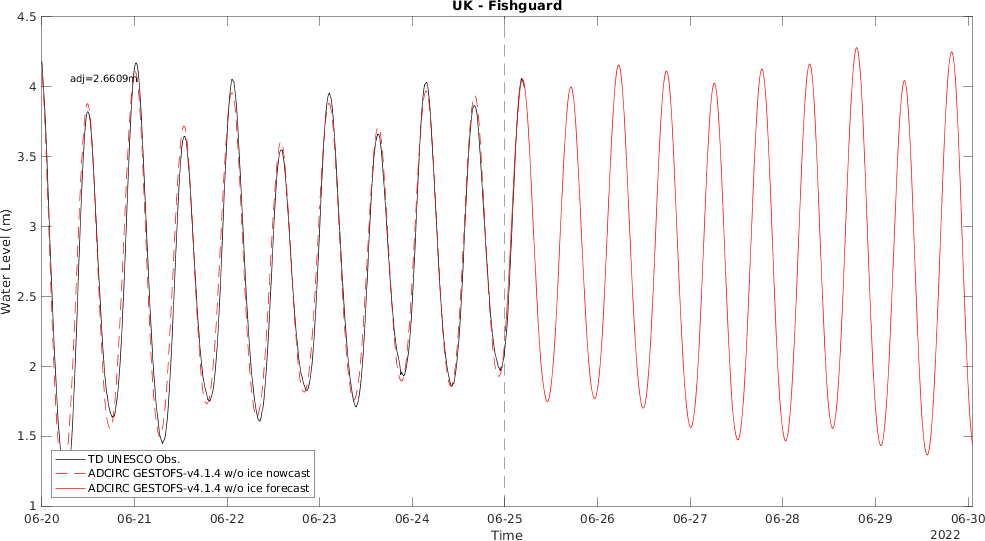 UK - Fishguard
4.5
4
3.5
3
2.5
2
1.5
1
Water Level (m)
adj=2.6609m
TD UNESCO Obs.
ADCIRC GESTOFS-v4.1.4 w/o ice nowcast
ADCIRC GESTOFS-v4.1.4 w/o ice forecast
06-20 06-21 06-22 06-23 06-24 06-25 06-26 06-27 06-28 06-29 06-30
Time
2022